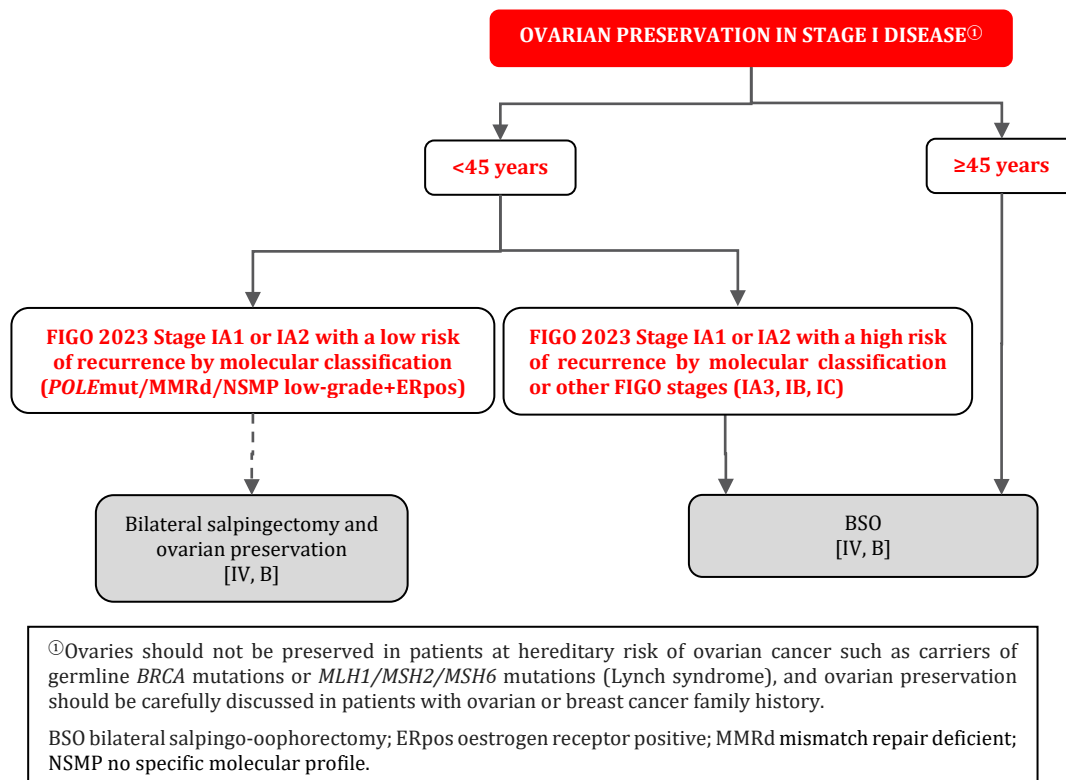 OVARIAN PRESERVATION IN STAGE I DISEASE①
<45 years
≥45 years
FIGO 2023 Stage IA1 or IA2 with a low risk
of recurrence by molecular classification
(POLEmut/MMRd/NSMP low-grade+ERpos)
FIGO 2023 Stage IA1 or IA2 with a high risk
of recurrence by molecular classification
or other FIGO stages (IA3, IB, IC)
Bilateral salpingectomy and
ovarian preservation
[IV, B]
BSO
[IV, B]
①Ovaries should not be preserved in patients at hereditary risk of ovarian cancer such as carriers of
germline BRCA mutations or MLH1/MSH2/MSH6 mutations (Lynch syndrome), and ovarian preservation
should be carefully discussed in patients with ovarian or breast cancer family history.
BSO bilateral salpingo-oophorectomy; ERpos oestrogen receptor positive; MMRd mismatch repair deficient;
NSMP no specific molecular profile.